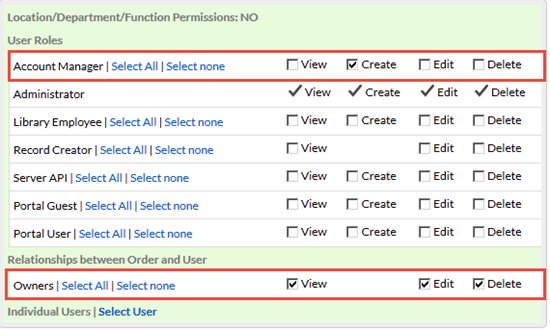 Location/Department/Function Permissions: NO
User Roles
Account Manager | Select All | Select none View Create Edit Delete
Administrator View Create Edit Delete
Library Employee | Select All | Select none View Create Edit Delete
Record Creator | Select All | Select none View Edit Delete
Server API | Select All | Select none View Create Edit Delete
Portal Guest | Select All | Select none View Create Edit Delete
Portal User | Select All | Select none View Create Edit Delete
Relationships between Order and User
Owners | Select All | Select none View Edit Delete
Individual Users | Select User